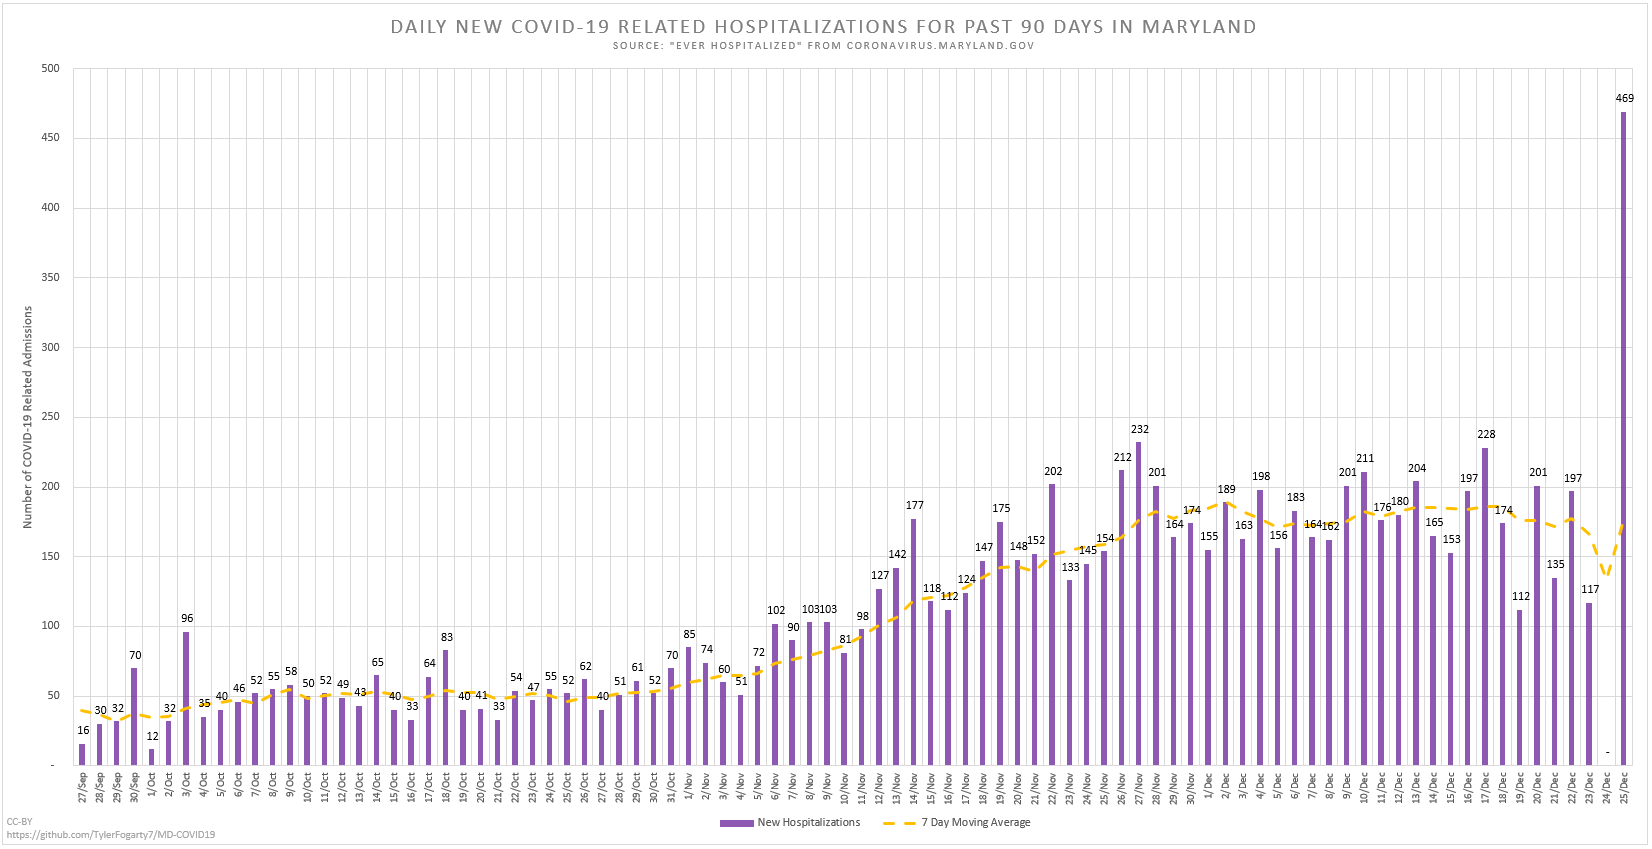 DAILY NEW COVID-19 RELATED HOSPITALIZATIONS FOR PAST 90 DAYS IN MARYLAND
SOURCE: "EVER HOSPITALIZED" FROM CORONAVIRUS.MARYLAND.GOV
Number of COVID-19 Related Admissions
500
450
400
350
300
250
200
150
100
50
-
16 30 32 70 12 32 96 35 40 46 52 55 58 50 52 49 43 65 40 33 64 83 40 41 33 54 47 55 52 62 40 51 61 52 70 85 74 60 51 72 102 90 103 103 81 98 127 142 177 118 112 124 147 175 148 152 202 133 145 154 212 232 201 164 174 155 189 163 198 156 183 164 162 201 211 176 180 204 165 153 197 228 174 112 201 135 197 117 - 469
27/Sep 28/Sep 29/Sep 30/Sep 1/Oct 2/Oct 3/Oct 4/Oct 5/Oct 6/Oct 7/Oct 8/Oct 9/Oct 10/Oct 11/Oct 12/Oct 13/Oct 14/Oct 15/Oct 16/Oct 17/Oct 18/Oct 19/Oct 20/Oct 21/Oct 22/Oct 23/Oct 24/Oct 25/Oct 26/Oct 27/Oct 28/Oct 29/Oct 30/Oct 31/Oct 1/Nov 2/Nov 3/Nov 4/Nov 5/Nov 6/Nov 7/Nov 8/Nov 9/Nov 10/Nov 11/Nov 12/Nov 13/Nov 14/Nov 15/Nov 16/Nov 17/Nov 18/Nov 19/Nov 20/Nov 21/Nov 22/Nov 23/Nov 24/Nov 25/Nov 26/Nov 27/Nov 28/Nov 29/Nov 30/Nov 1/Dec 2/Dec 3/Dec 4/Dec 5/Dec 6/Dec 7/Dec 8/Dec 9/Dec 10/Dec 11/Dec 12/Dec 13/Dec 14/Dec 15/Dec 16/Dec 17/Dec 18/Dec 19/Dec 20/Dec 21/Dec 22/Dec 23/Dec 24/Dec 25/Dec
New Hospitalizations 7 Day Moving Average
CC-BY
https://github.com/TylerFogarty7/MD-COVID19